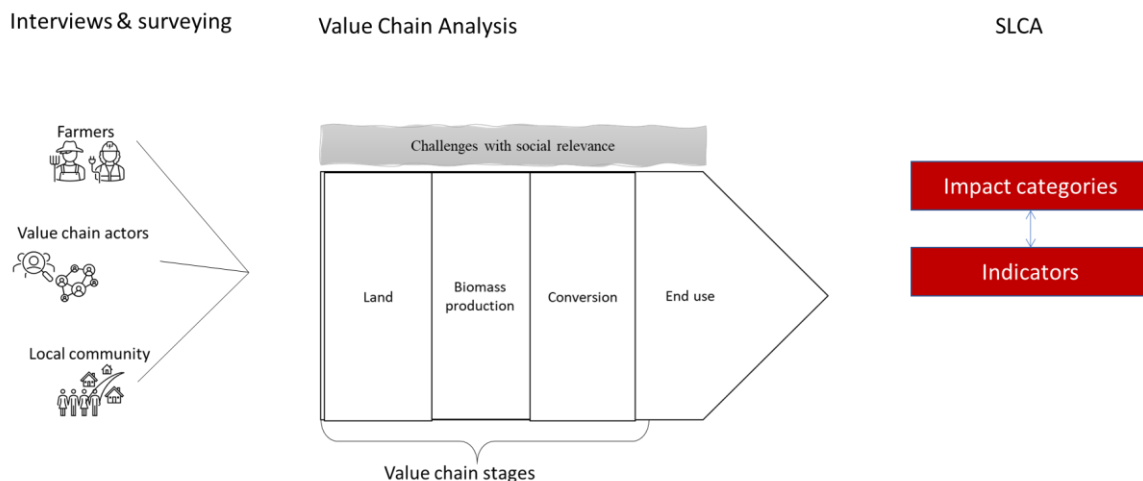 Interviews & surveying
Value Chain Analysis
SLCA
Farmers
Value chain actors
Local community
Challenges with social relevance
Land
Biomass
production
Conversion
End use
Value chain stages
Impact categories
Indicators